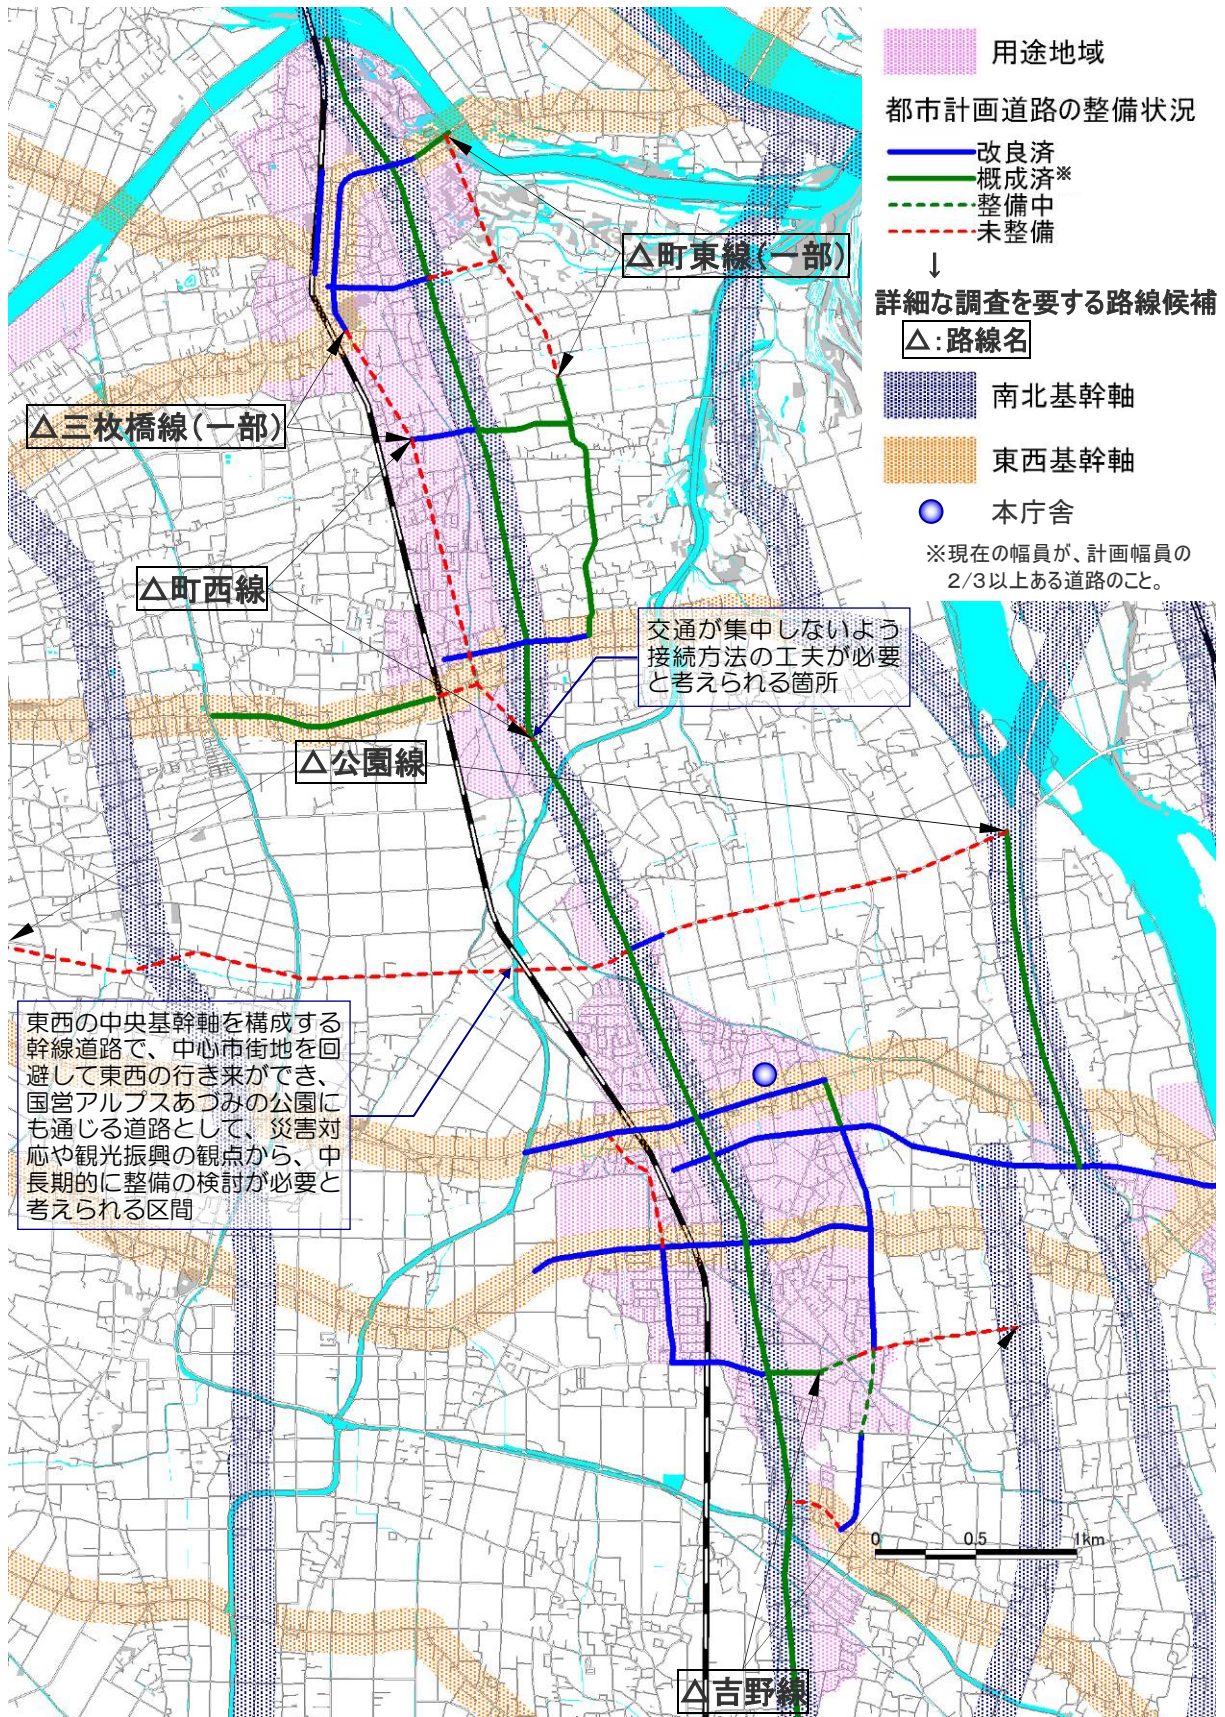 用途地域
都市計画道路の整備状況
改良済
概成済※
整備中
未整備
↓
詳細な調査を要する路線候補
△:路線名
南北基幹軸
東西基幹軸
本庁舎
※現在の幅員が、計画幅員の
2/3以上ある道路のこと。
△町東線(一部)
△三枚橋線(一部)
△町西線
交通が集中しないよう
接続方法の工夫が必要
と考えられる箇所
△公園線
東西の中央基幹軸を構成する
幹線道路で、中心市街地を回
避して東西の行き来ができ、
国営アルプスあづみの公園に
も通じる道路として、災害対
応や観光振興の観点から、中
長期的に整備の検討が必要と
考えられる区間
0 0.5 1km
△吉野線